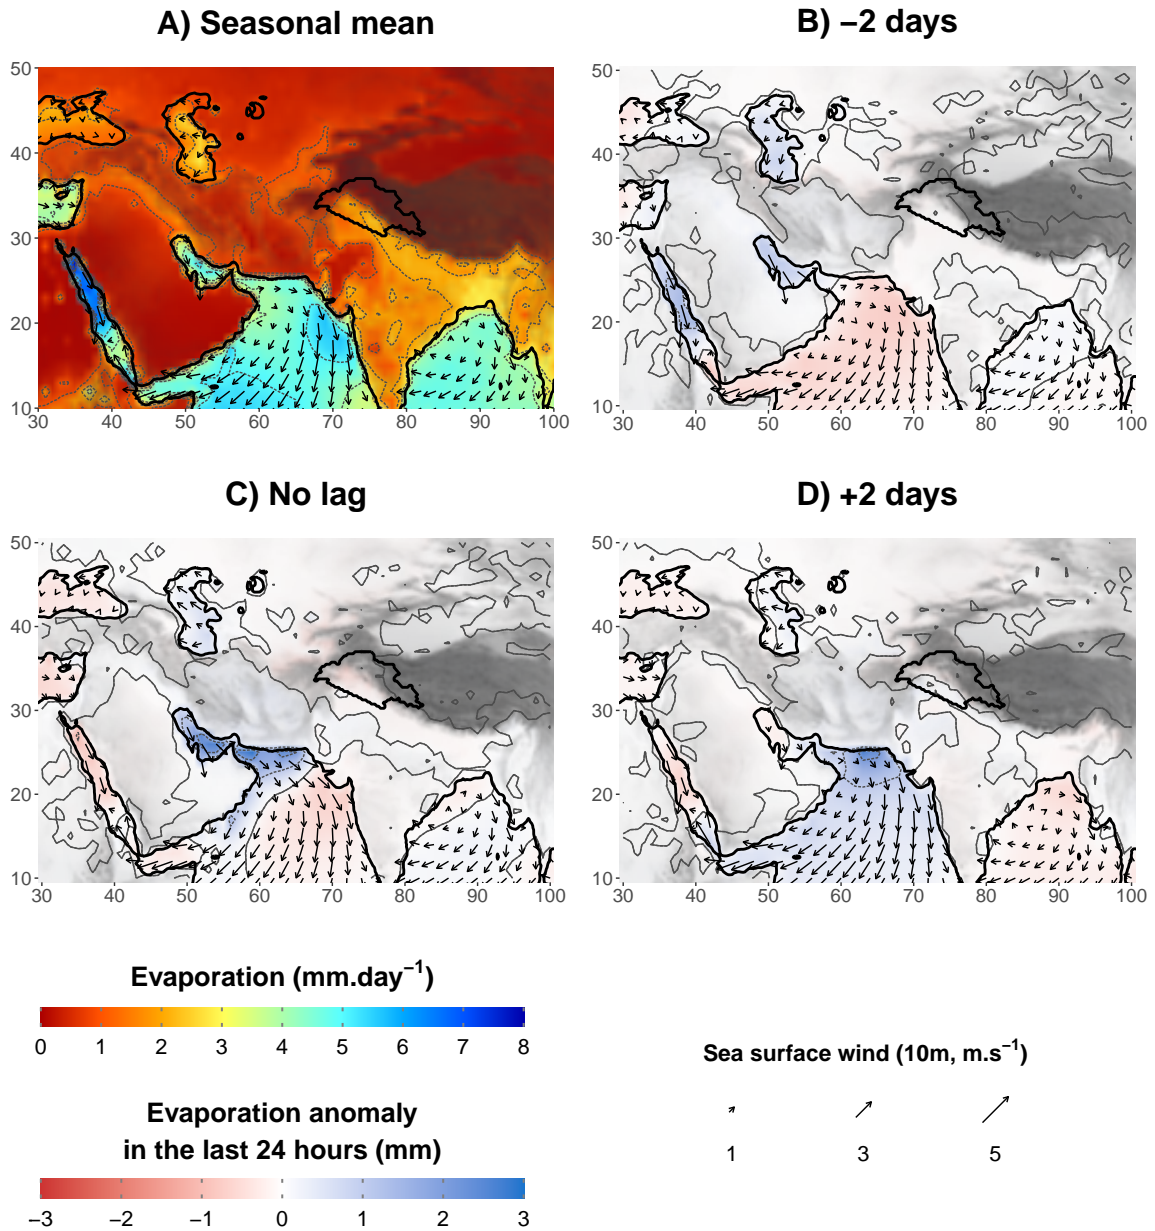 A) Seasonal mean
B) −2 days
50
40
30
20
10
30 40 50 60 70 80 90 100
50
40
30
20
10
30 40 50 60 70 80 90 100
C) No lag
D) +2 days
50
40
30
20
10
30 40 50 60 70 80 90 100
50
40
30
20
10
30 40 50 60 70 80 90 100
Evaporation (mm.day⁻¹)
0 1 2 3 4 5 6 7 8
Evaporation anomaly
in the last 24 hours (mm)
−3 −2 −1 0 1 2 3
Sea surface wind (10m, m.s⁻¹)
1 3 5